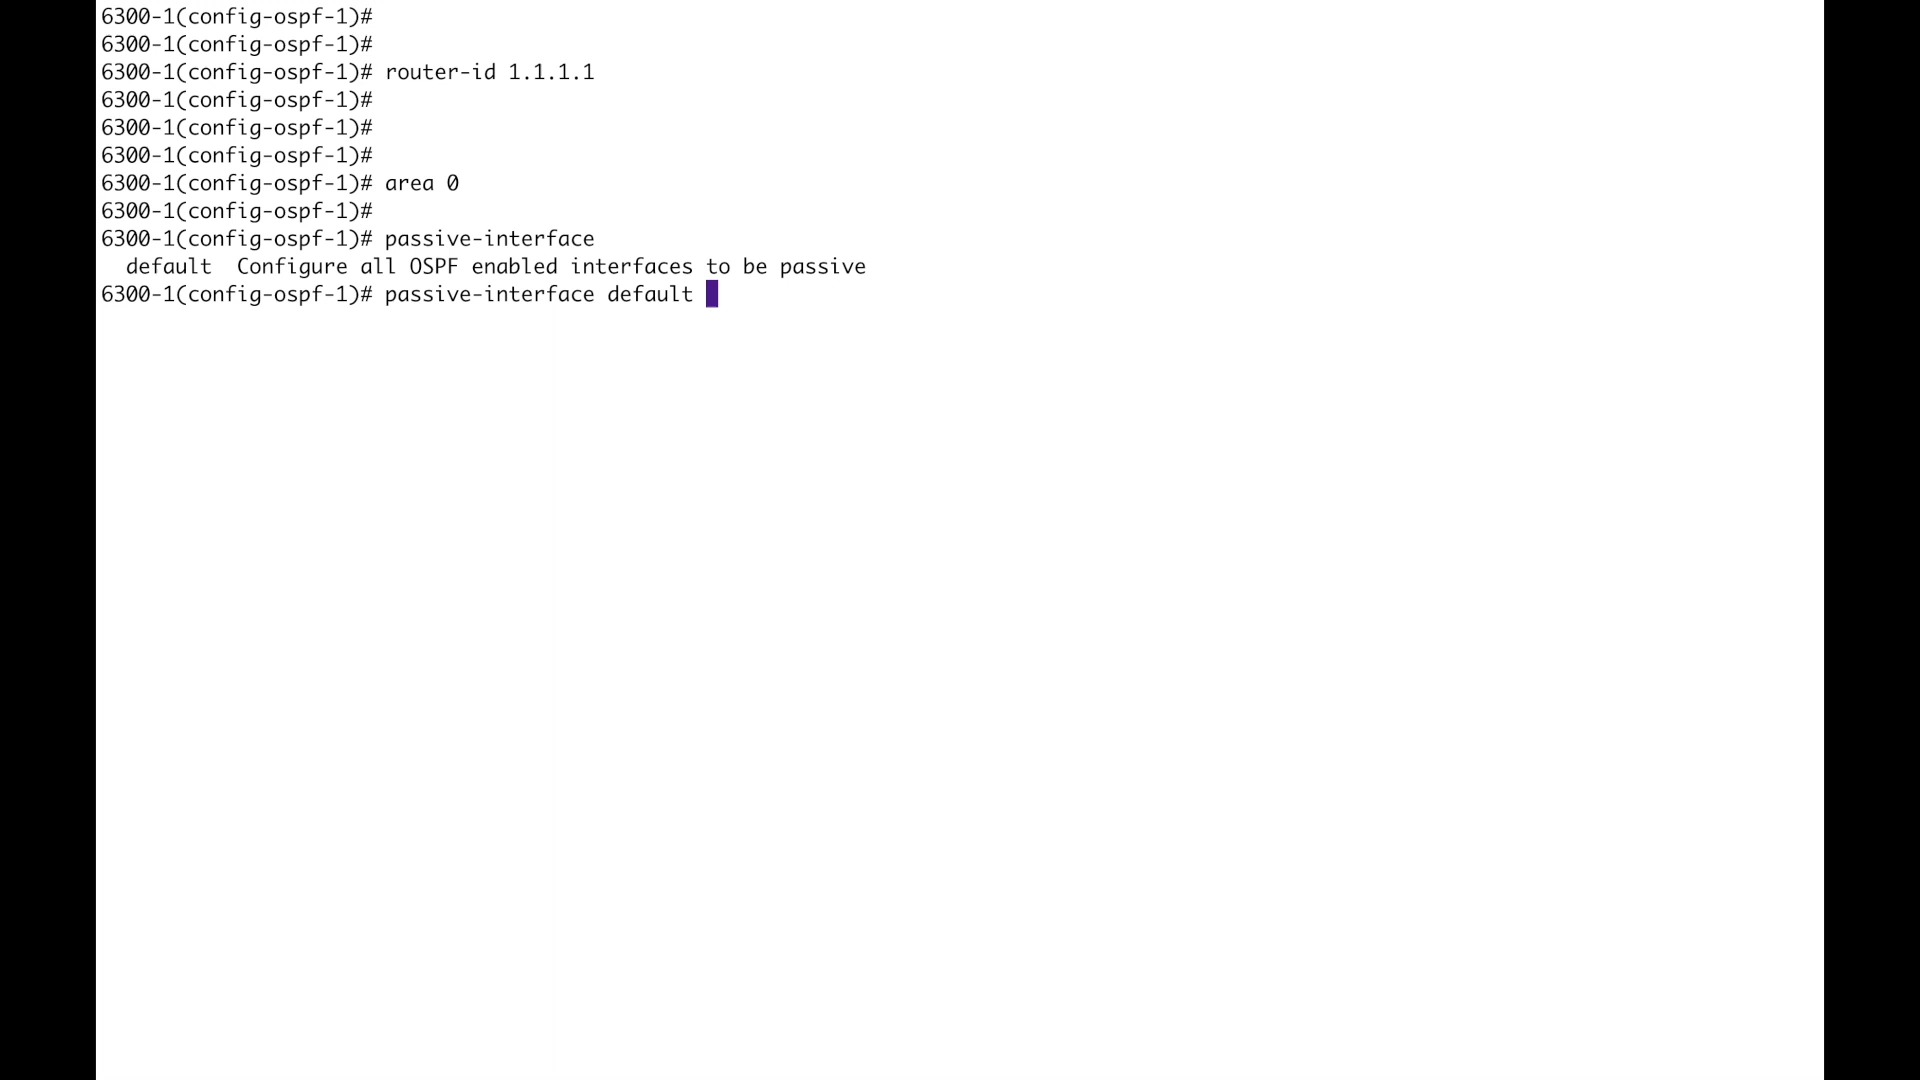 6300-1(config-ospf-1)#
6300-1(config-ospf-1)#
6300-1(config-ospf-1)# router-id 1.1.1.1
6300-1(config-ospf-1)#
6300-1(config-ospf-1)#
6300-1(config-ospf-1)#
6300-1(config-ospf-1)# area 0
6300-1(config-ospf-1)#
6300-1(config-ospf-1)# passive-interface
  default  Configure all OSPF enabled interfaces to be passive
6300-1(config-ospf-1)# passive-interface default